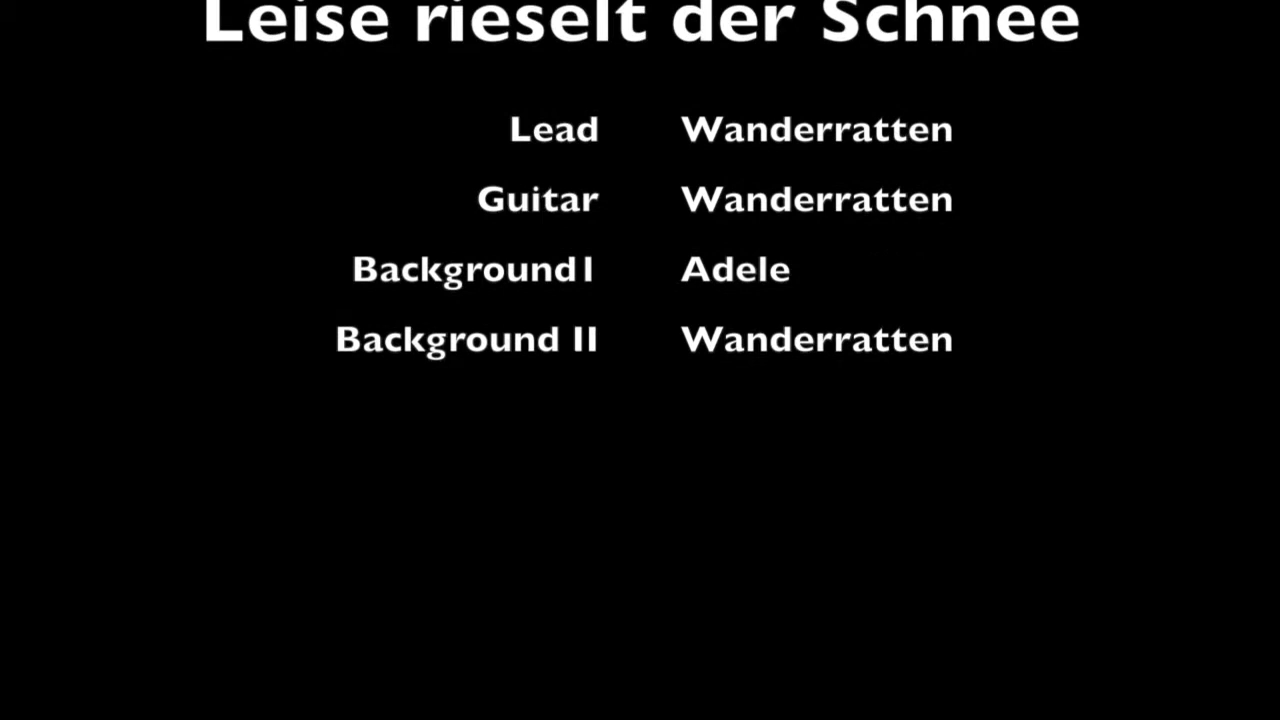 Leise rieselt der Schnee
Lead Wanderratten
Guitar Wanderratten
Background I Adele
Background II Wanderratten